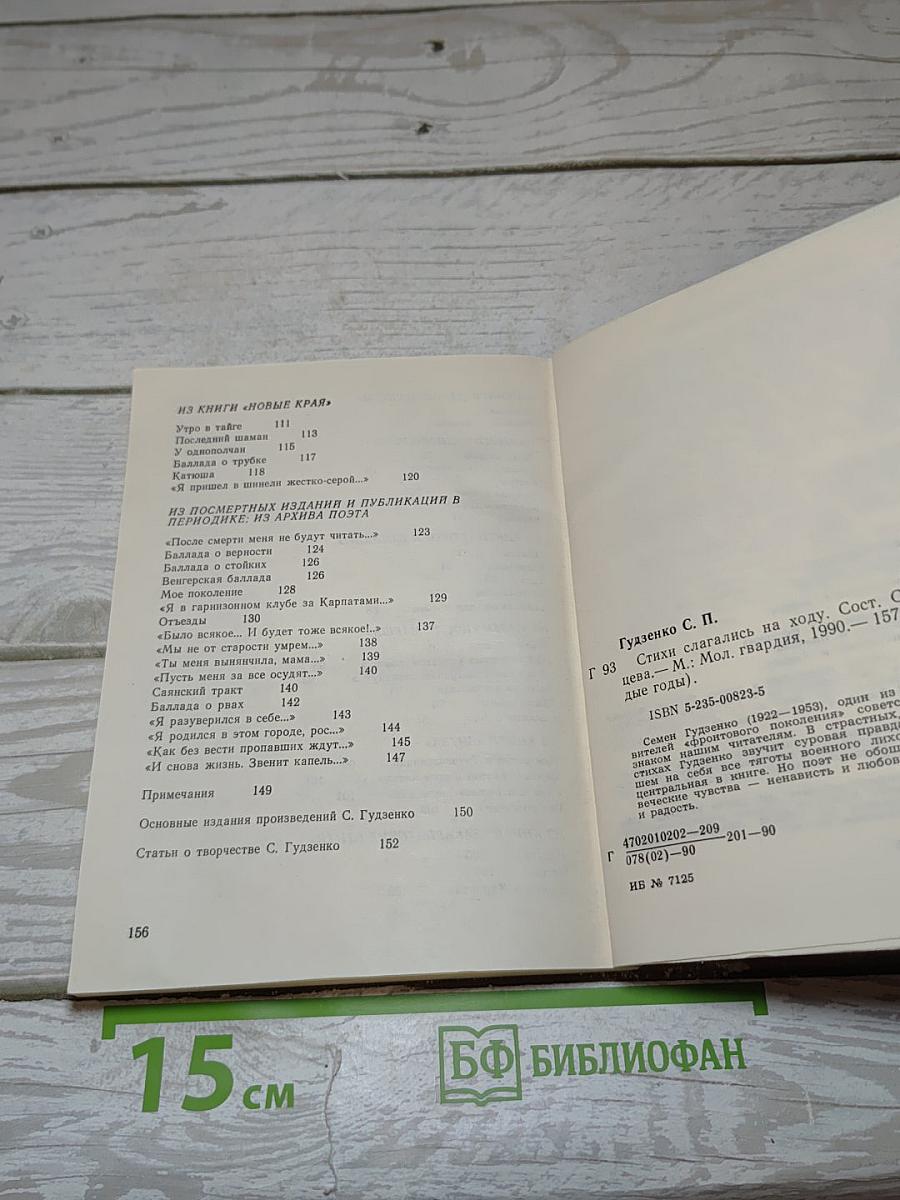 ИЗ КНИГИ «НОВЫЕ КРАЯ»
Утро в тайге 111
Последний шаман 113
У однополчан 115
Баллада о трубке 117
Катюша 118
«Я пришел в шинели жестко-серой...» 120
ИЗ ПОСМЕРТНЫХ ИЗДАНИЙ И ПУБЛИКАЦИЙ В
ПЕРИОДИКЕ; ИЗ АРХИВА ПОЭТА
«После смерти меня не будут читать...» 123
Баллада о верности 124
Баллада о стойких 126
Венгерская баллада 126
Мое поколение 128
«Я в гарнизонном клубе за Карпатами...» 129
Отъезды 130
«Было всякое... И будет тоже всякое!..» 137
«Мы не от старости умрем...» 138
«Ты меня вынянчила, мама...» 139
«Пусть меня за все осудят...» 140
Саянский тракт 140
Баллада о рвах 142
«Я разуверился в себе...» 143
«Я родился в этом городе, рос...» 144
«Как без вести пропавших ждут...» 145
«И снова жизнь. Звенит капель...» 147
Примечания 149
Основные издания произведений С. Гудзенко 150
Статьи о творчестве С. Гудзенко 152
156
Гудзенко С. П.
Г 93 Стихи слагались на ходу. Сост. С
цева.— М.: Мол. гвардия, 1990.— 157
дые годы).
ISBN 5-235-00823-5
Семен Гудзенко (1922—1953), один из
вителей «фронтового поколения» советс
знаком нашим читателям. В страстных,
стихах Гудзенко звучит суровая правд
шем на себя все тяготы военного лихо
центральная в книге. Но поэт не обош
веческие чувства — ненависть и любов
и радость.
Г 4702010202—209
078(02)—90 201—90
ИБ № 7125
15 см
БФ БИБЛИОФАН